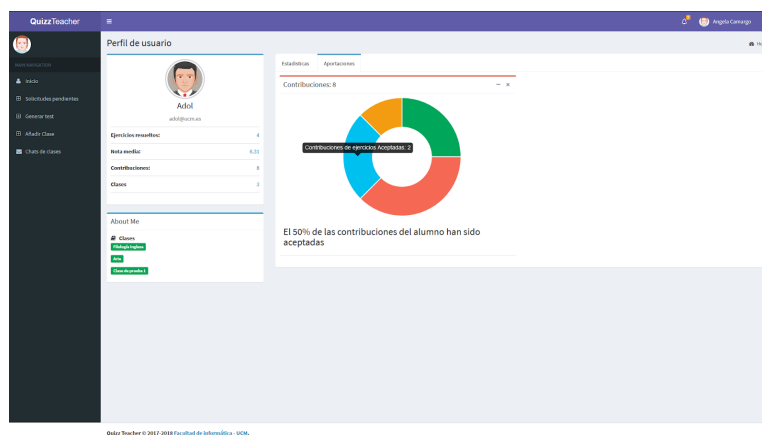 QuizzTeacher
Angela Camargo
Perfil de usuario
MAIN NAVIGATION
Inicio
Solicitudes pendientes
Generar test
Añadir Clase
Chats de clases
Adol
adol@ucm.es
Ejercicios resueltos: 4
Nota media: 6.31
Contribuciones: 8
Clases 3
About Me
Clases
Filología Inglesa
Arte
Clase de prueba 1
Estadísticas Aportaciones
Contribuciones: 8
Contribuciones de ejercicios Aceptadas: 2
El 50% de las contribuciones del alumno han sido
aceptadas
Quizz Teacher © 2017-2018 Facultad de informática - UCM.